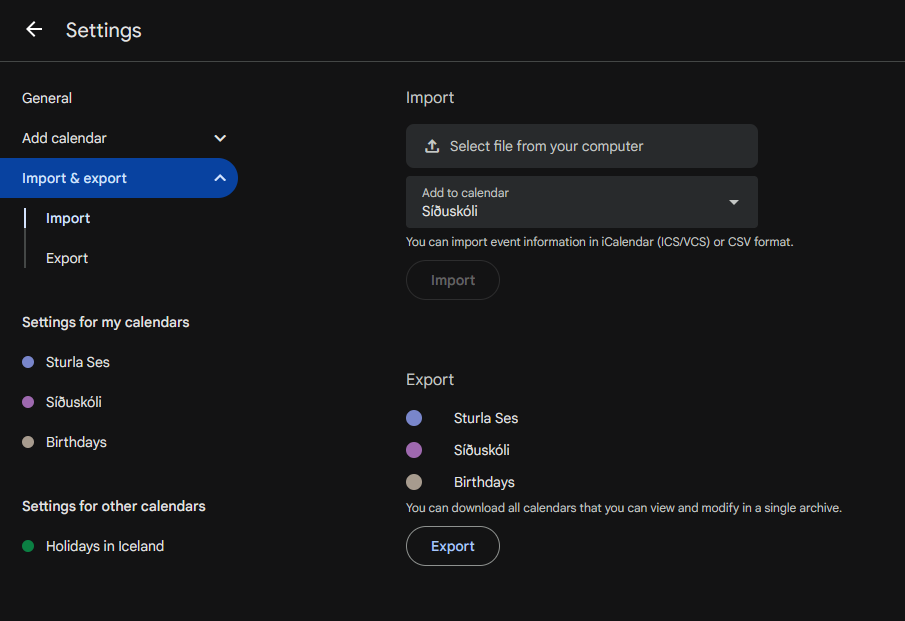 Settings
General
Add calendar
Import & export
Import
Export
Settings for my calendars
Sturla Ses
Síðuskóli
Birthdays
Settings for other calendars
Holidays in Iceland
Import
Select file from your computer
Add to calendar
Síðuskóli
You can import event information in iCalendar (ICS/VCS) or CSV format.
Import
Export
Sturla Ses
Síðuskóli
Birthdays
You can download all calendars that you can view and modify in a single archive.
Export